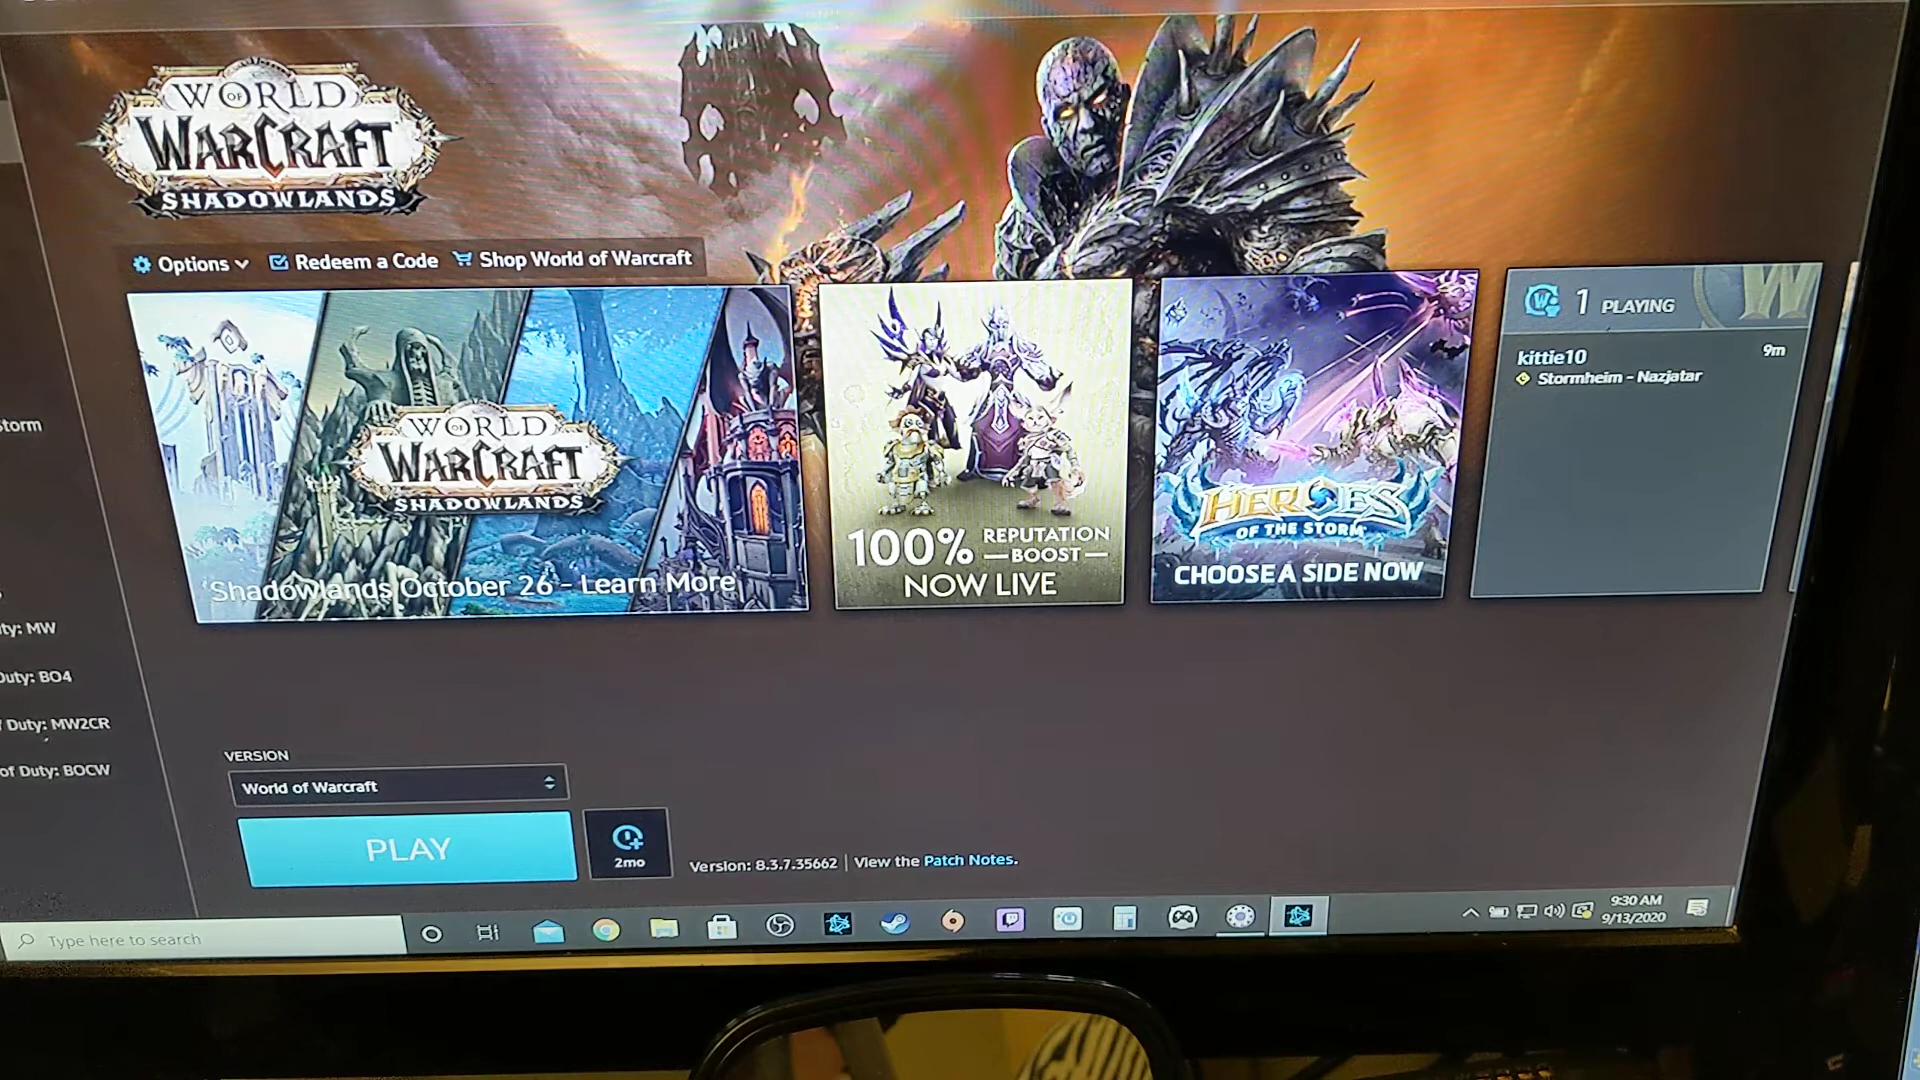 WORLD
OF
WARCRAFT
SHADOWLANDS
Options
Redeem a Code
Shop World of Warcraft
WORLD
OF
WARCRAFT
SHADOWLANDS
Shadowlands October 26 - Learn More
100% REPUTATION
BOOST
NOW LIVE
HEROES
OF THE STORM
CHOOSE A SIDE NOW
1 PLAYING
kittie10
9m
Stormheim - Nazjatar
torm
ty: MW
Duty: BO4
Duty: MW2CR
of Duty: BOCW
VERSION
World of Warcraft
PLAY
2mo
Version: 8.3.7.35662 | View the Patch Notes.
Type here to search
9:30 AM
9/13/2020